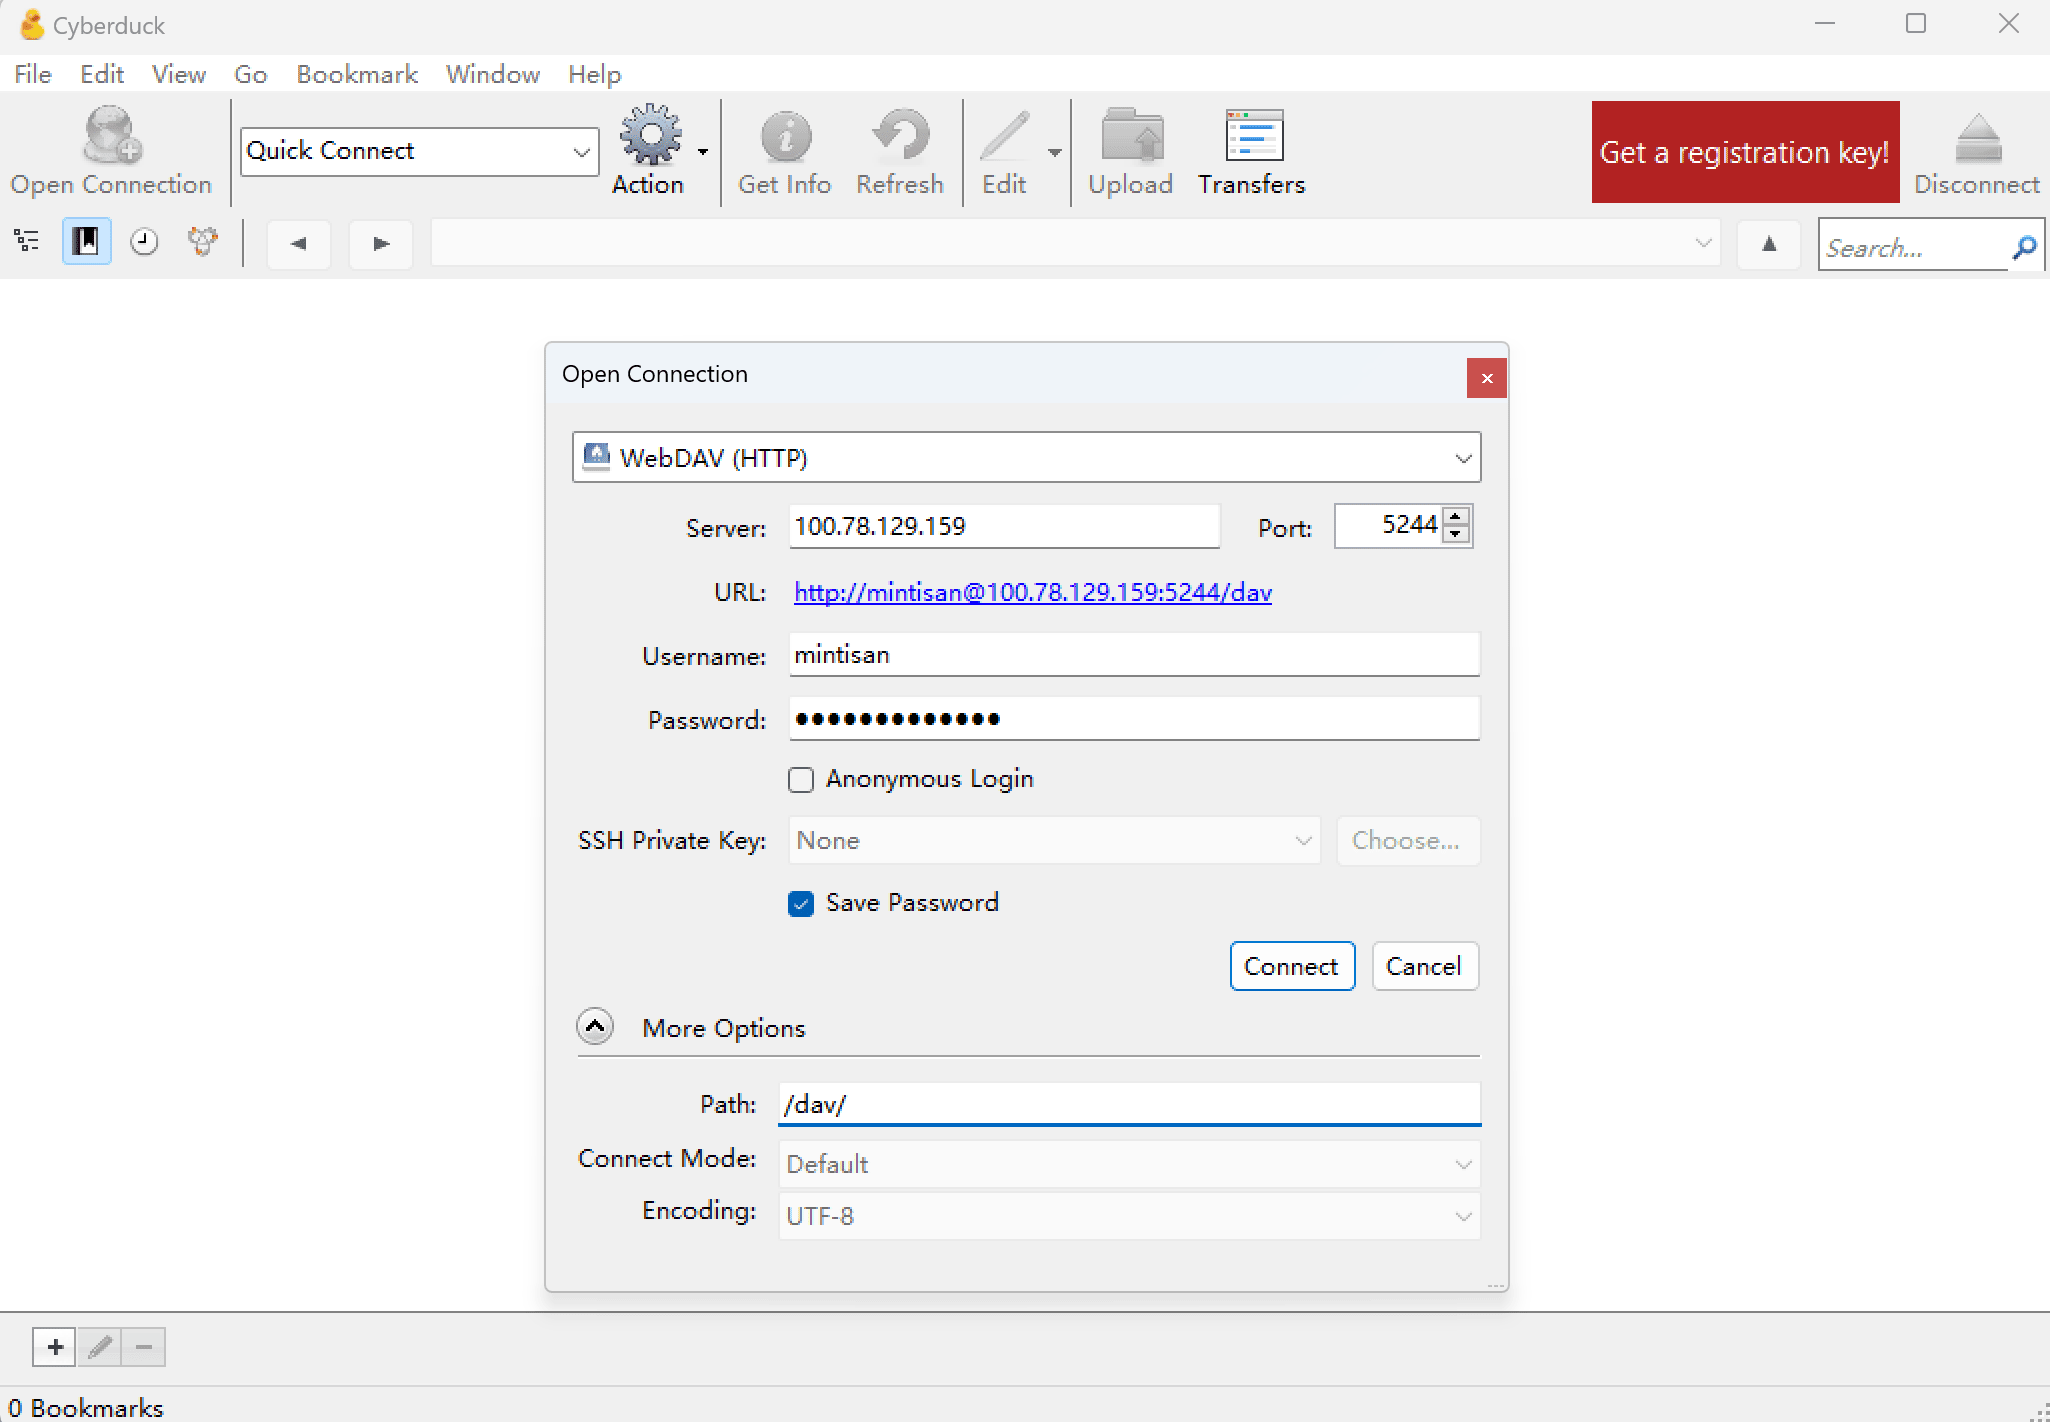 Cyberduck
File Edit View Go Bookmark Window Help
Open Connection
Quick Connect
Action
Get Info
Refresh
Edit
Upload
Transfers
Get a registration key!
Disconnect
Search...
Open Connection
WebDAV (HTTP)
Server: 100.78.129.159 Port: 5244
URL: http://mintisan@100.78.129.159:5244/dav
Username: mintisan
Password: •••••••••••••
Anonymous Login
SSH Private Key: None Choose...
Save Password
Connect Cancel
More Options
Path: /dav/
Connect Mode: Default
Encoding: UTF-8
0 Bookmarks